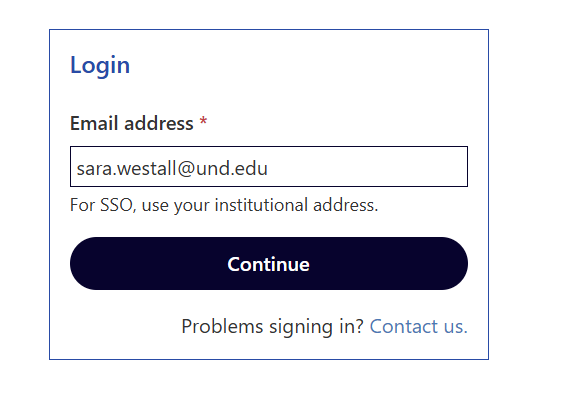 Login
Email address *
sara.westall@und.edu
For SSO, use your institutional address.
Continue
Problems signing in? Contact us.